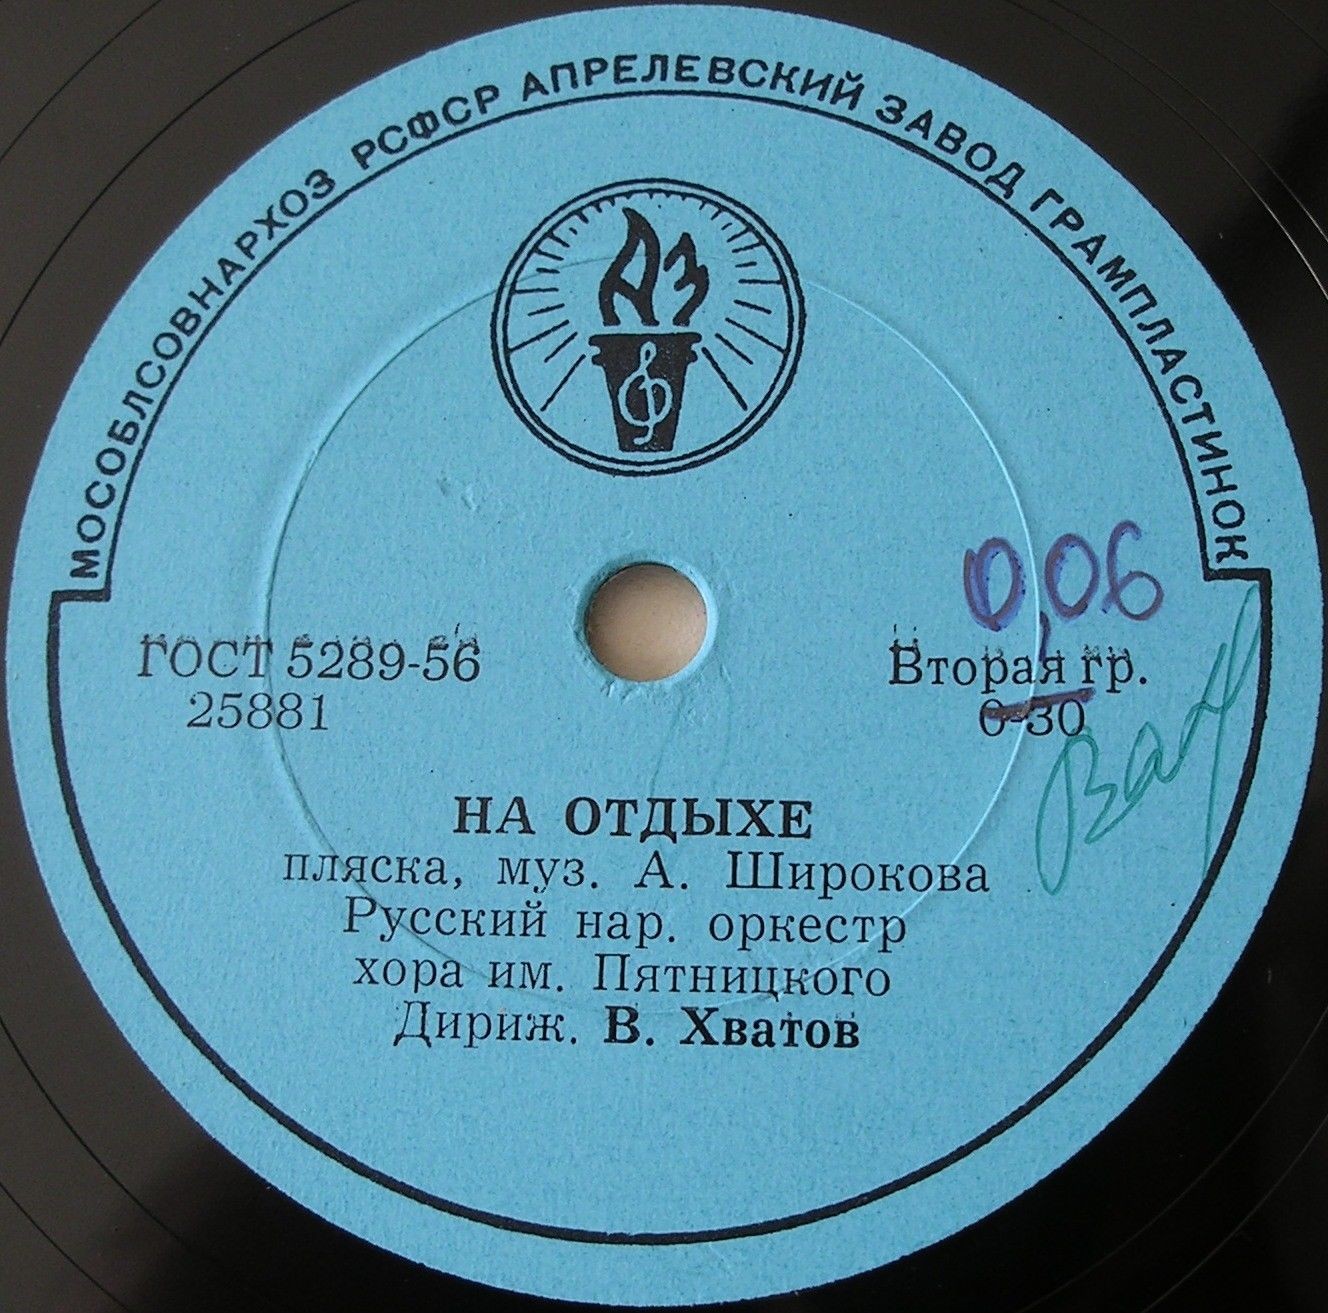 МОСОБЛСОВНАРХОЗ РСФСР АПРЕЛЕВСКИЙ ЗАВОД ГРАМПЛАСТИНОК
АЗ
0,06
ГОСТ 5289-56
25881
Вторая гр.
0-30
НА ОТДЫХЕ
пляска, муз. А. Широкова
Русский нар. оркестр
хора им. Пятницкого
Дириж. В. Хватов